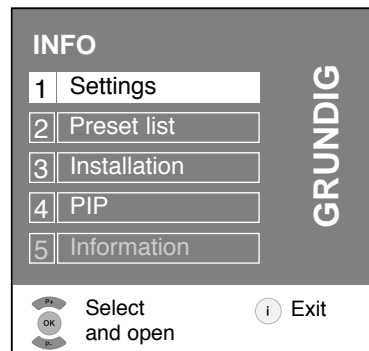 INFO
GRUNDIG
1 Settings
2 Preset list
3 Installation
4 PIP
5 Information
P+
OK
P-
Select
and open
i Exit